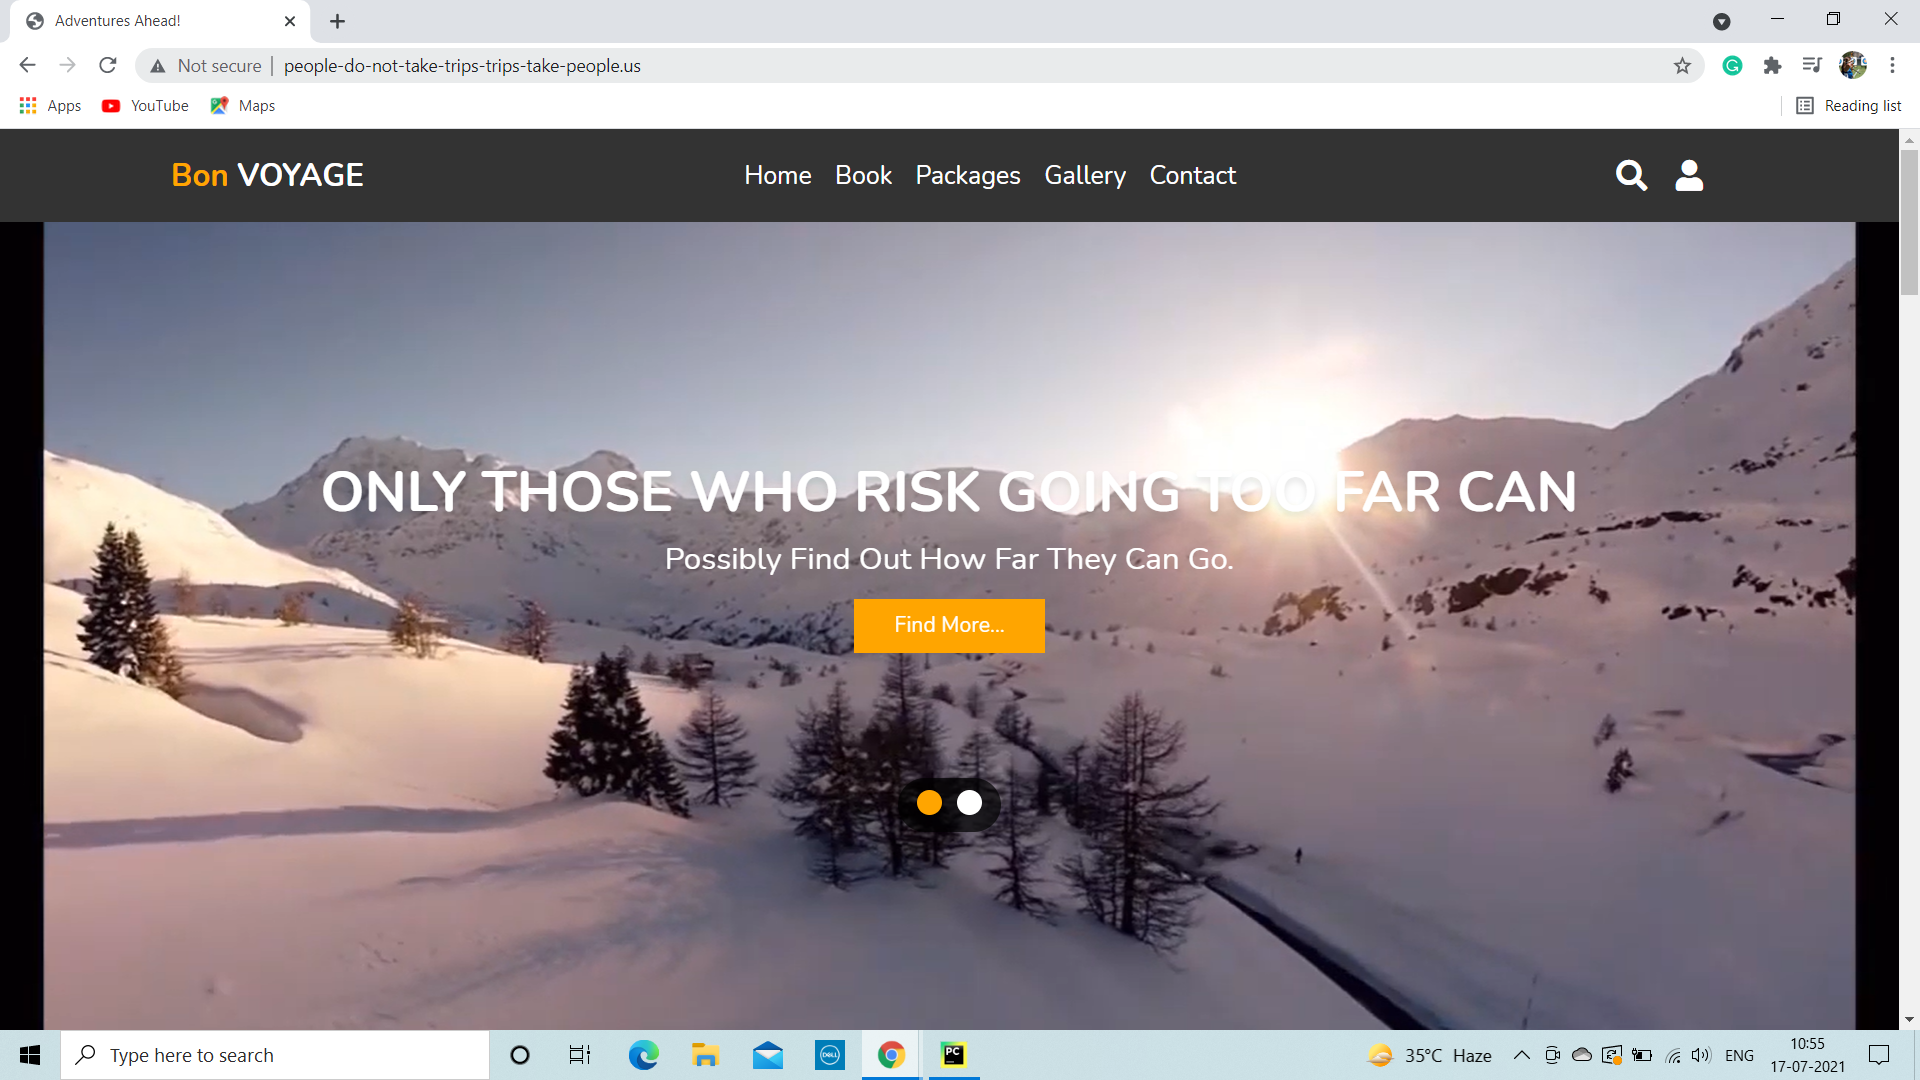 Adventures Ahead!
Not secure | people-do-not-take-trips-trips-take-people.us
Apps YouTube Maps Reading list
Bon VOYAGE Home Book Packages Gallery Contact
ONLY THOSE WHO RISK GOING TOO FAR CAN
Possibly Find Out How Far They Can Go.
Find More...
Type here to search DELL PC 35°C Haze ENG 10:55
17-07-2021